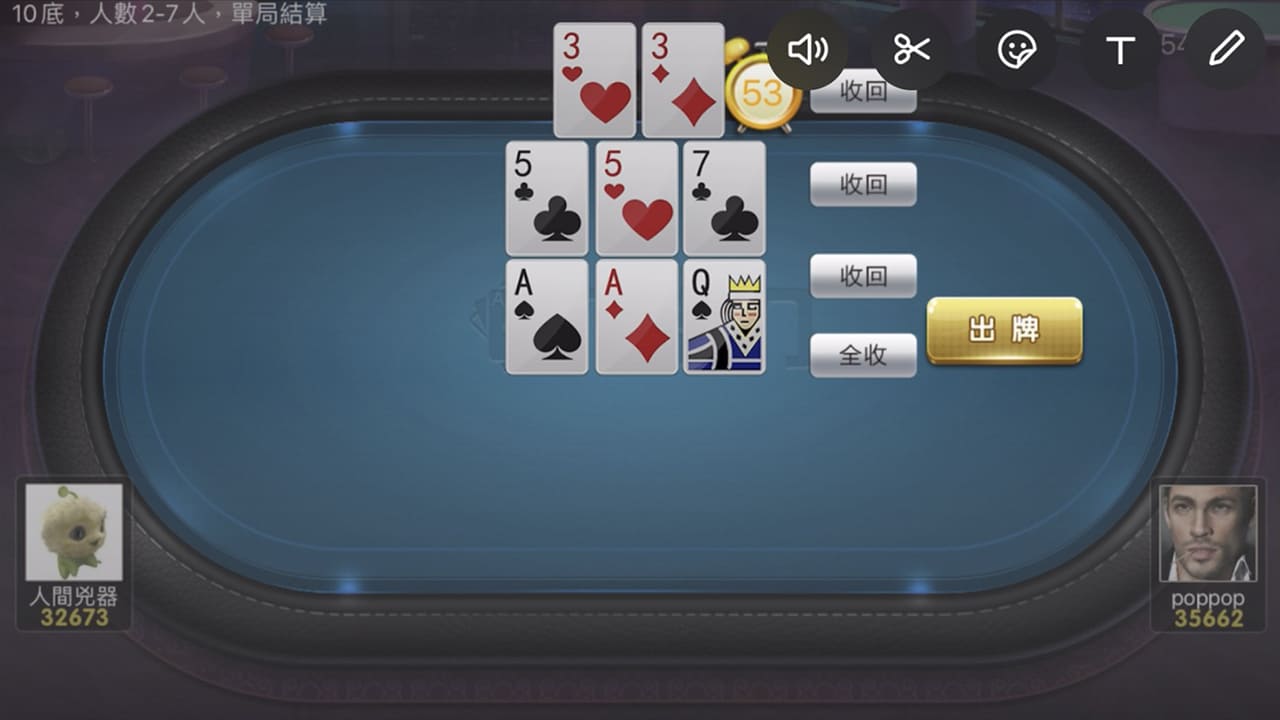 10底，人數2-7人，單局結算
3 3 53 收回
T
54
5 5 7 收回
A A Q 收回
全收 出牌
人間兇器
32673
poppop
35662